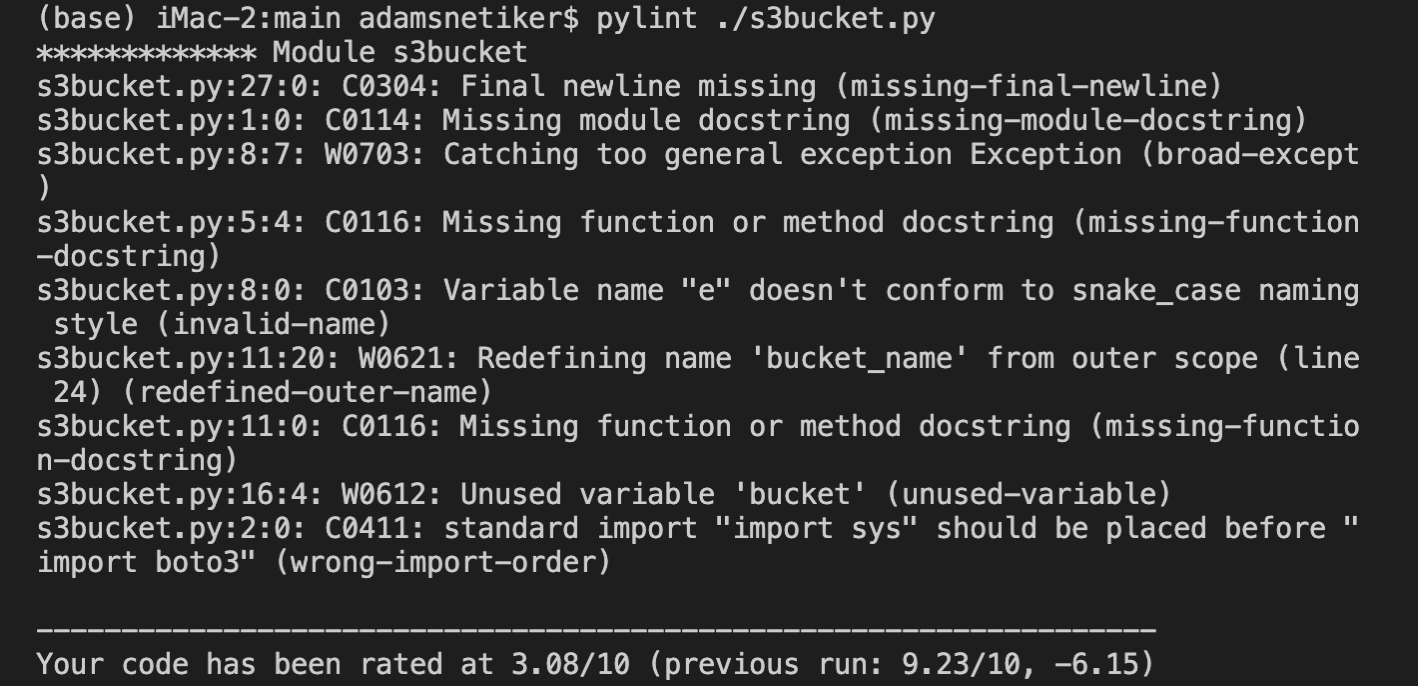 (base) iMac-2:main adamsnetiker$ pylint ./s3bucket.py
************* Module s3bucket
s3bucket.py:27:0: C0304: Final newline missing (missing-final-newline)
s3bucket.py:1:0: C0114: Missing module docstring (missing-module-docstring)
s3bucket.py:8:7: W0703: Catching too general exception Exception (broad-except
)
s3bucket.py:5:4: C0116: Missing function or method docstring (missing-function
-docstring)
s3bucket.py:8:0: C0103: Variable name "e" doesn't conform to snake_case naming
 style (invalid-name)
s3bucket.py:11:20: W0621: Redefining name 'bucket_name' from outer scope (line
 24) (redefined-outer-name)
s3bucket.py:11:0: C0116: Missing function or method docstring (missing-functio
n-docstring)
s3bucket.py:16:4: W0612: Unused variable 'bucket' (unused-variable)
s3bucket.py:2:0: C0411: standard import "import sys" should be placed before "
import boto3" (wrong-import-order)

------------------------------------------------------------------
Your code has been rated at 3.08/10 (previous run: 9.23/10, -6.15)